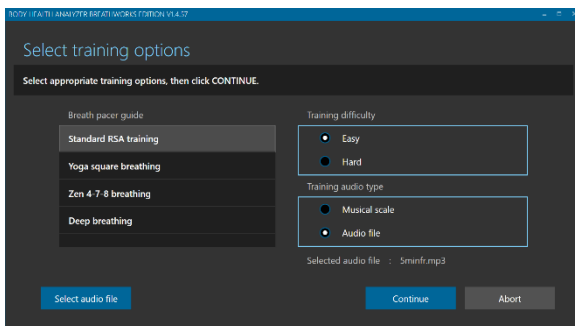 BODY HEALTH ANALYZER BREATHWORKS EDITION V1.4.57
Select training options
Select appropriate training options, then click CONTINUE.
Breath pacer guide
Standard RSA training
Yoga square breathing
Zen 4-7-8 breathing
Deep breathing
Training difficulty
Easy
Hard
Training audio type
Musical scale
Audio file
Selected audio file : 5minfr.mp3
Select audio file
Continue
Abort